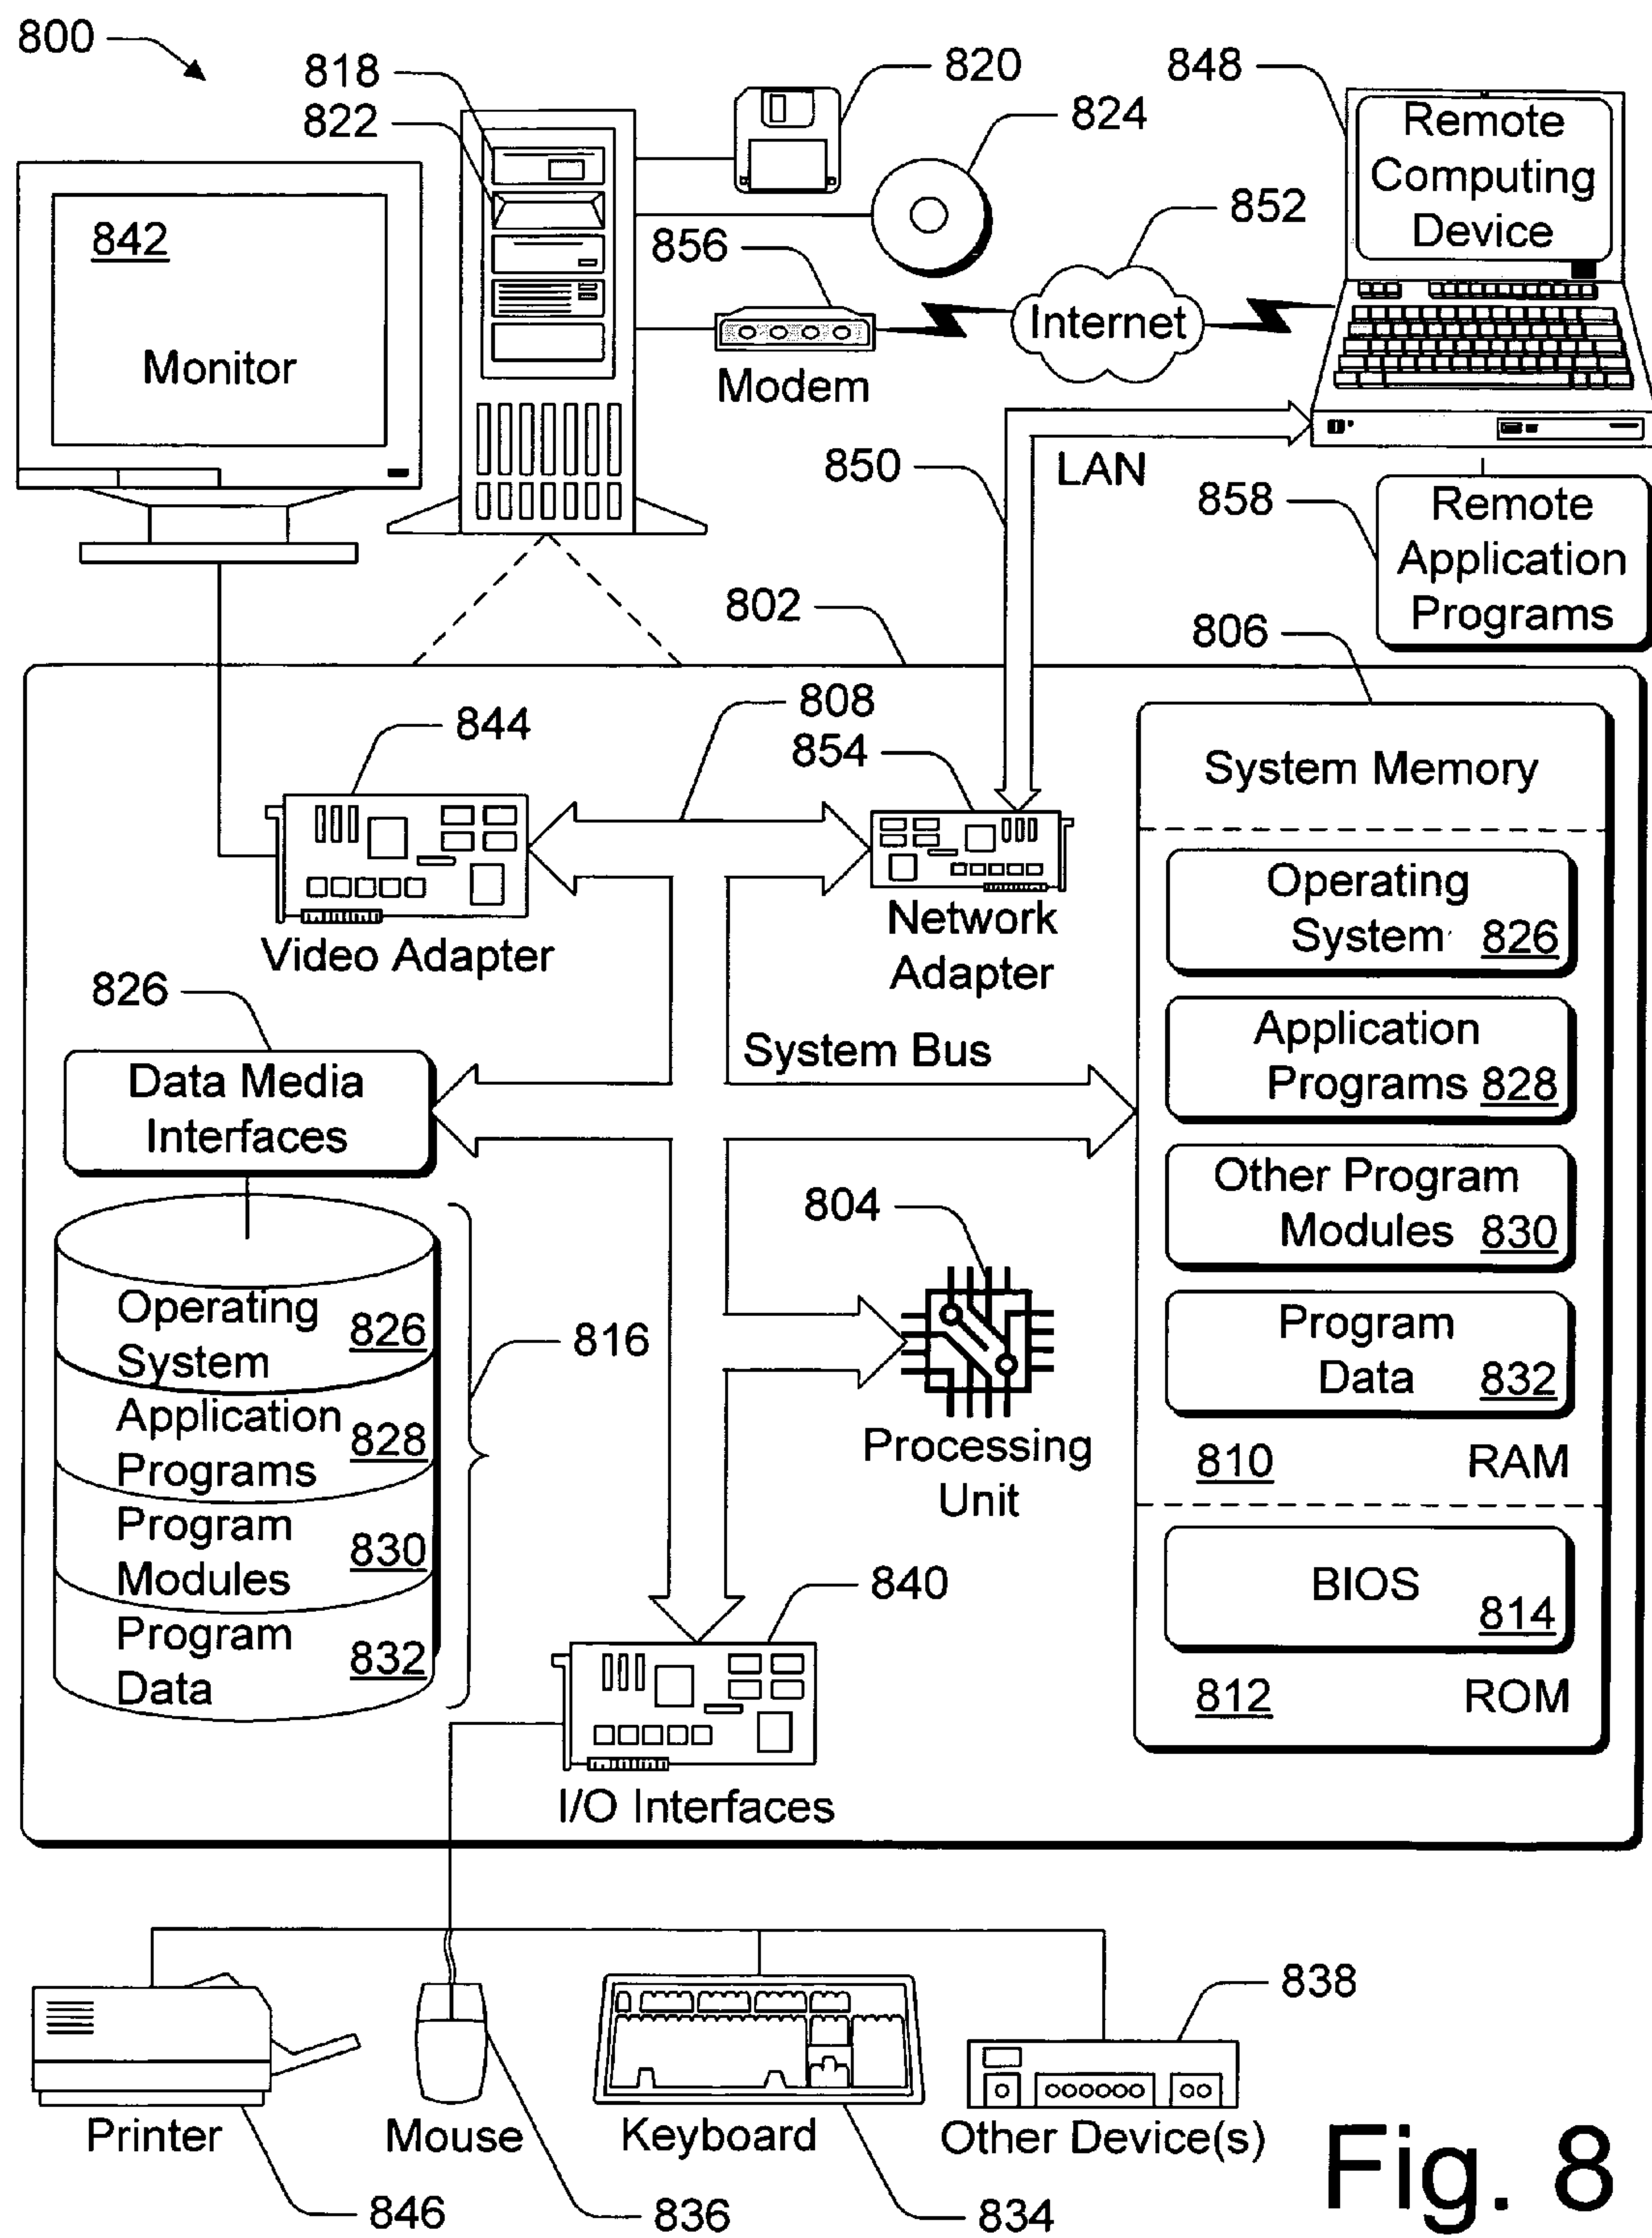 800
818
822
820
824
848
Remote
Computing
Device
842
Monitor
856
Modem
852
Internet
850
LAN
858
Remote
Application
Programs
802
806
844
Video Adapter
808
854
Network
Adapter
System Memory
Operating
System 826
Application
Programs 828
Other Program
Modules 830
Program
Data 832
810 RAM
BIOS
814
812 ROM
826
Data Media
Interfaces
System Bus
804
Processing
Unit
Operating
System 826
Application
Programs 828
Program
Modules 830
Program
Data 832
816
840
I/O Interfaces
838
Printer
Mouse
Keyboard
Other Device(s)
846
836
834
Fig. 8